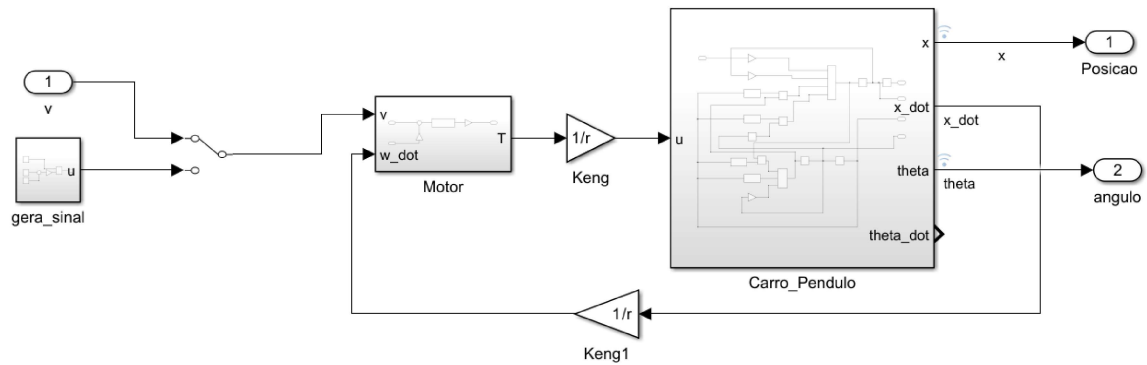 1
v
u
gera_sinal
v
w_dot
T
Motor
1/r
Keng
u
x
x_dot
theta
theta_dot
Carro_Pendulo
x
x_dot
theta
1
Posicao
2
angulo
1/r
Keng1